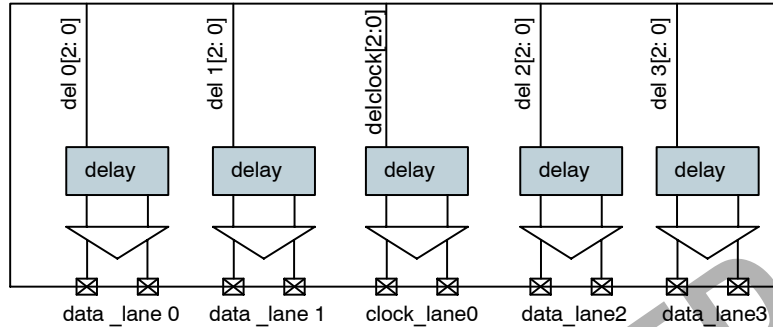 del 0[2: 0] del 1[2: 0] delclock[2:0] del 2[2: 0] del 3[2: 0]
delay delay delay delay delay
data _lane 0 data _lane 1 clock_lane0 data_lane2 data_lane3